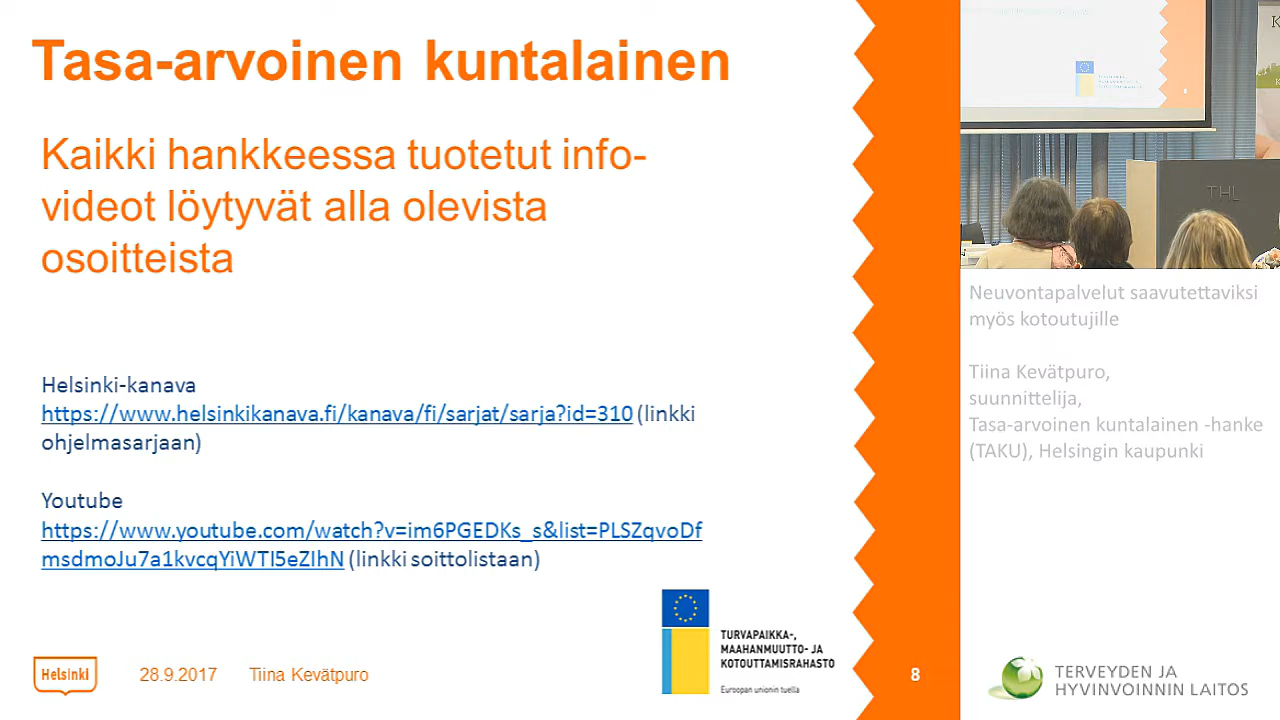 Tasa-arvoinen kuntalainen
Kaikki hankkeessa tuotetut info-
videot löytyvät alla olevista
osoitteista
Helsinki-kanava
https://www.helsinkikanava.fi/kanava/fi/sarjat/sarja?id=310 (linkki
ohjelmasarjaan)
Youtube
https://www.youtube.com/watch?v=im6PGEDKs_s&list=PLSZqvoDf
msdmoJu7a1kvcqYiWTI5eZIhN (linkki soittolistaan)
TURVAPAIKKA-,
MAAHANMUUTTO- JA
KOTOUTTAMISRAHASTO
Euroopan unionin tuella
Helsinki
28.9.2017 Tiina Kevätpuro
8
THL
Neuvontapalvelut saavutettaviksi
myös kotoutujille
Tiina Kevätpuro,
suunnittelija,
Tasa-arvoinen kuntalainen -hanke
(TAKU), Helsingin kaupunki
TERVEYDEN JA
HYVINVOINNIN LAITOS